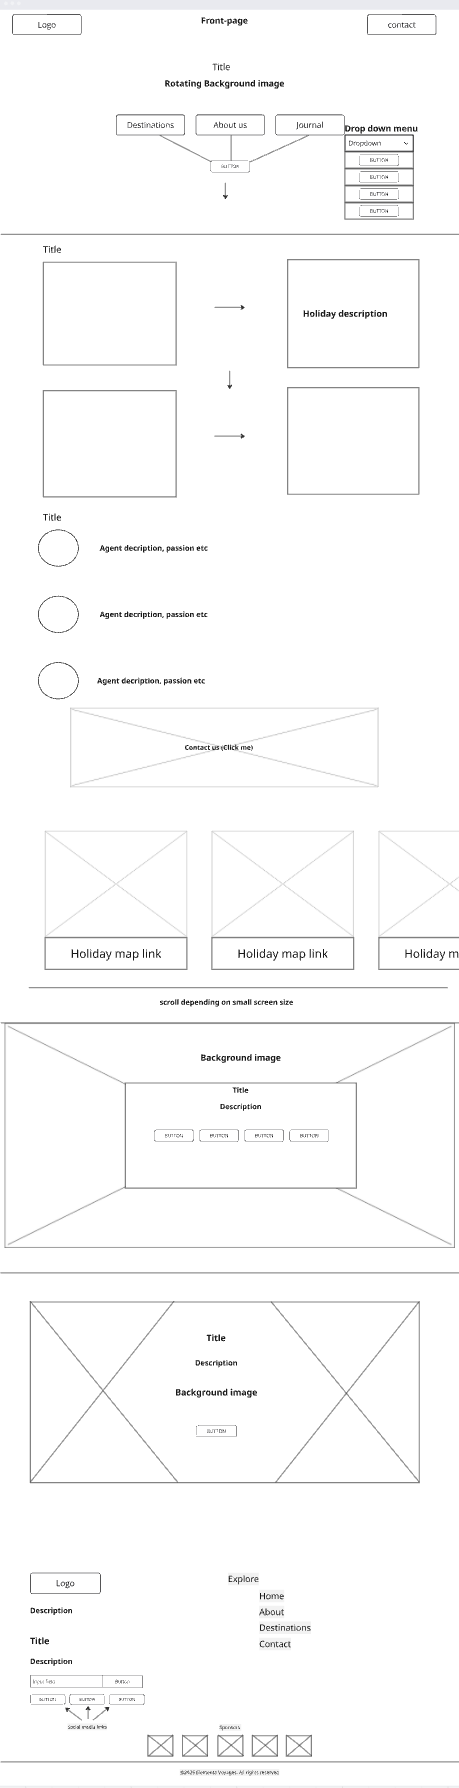 Front-page
Logo
contact
Title
Rotating Background image
Destinations
About us
Journal
Drop down menu
Dropdown
BUTTON
BUTTON
BUTTON
BUTTON
BUTTON
Title
Holiday description
Title
Agent decription, passion etc
Agent decription, passion etc
Agent decription, passion etc
Contact us (Click me)
Holiday map link
Holiday map link
Holiday m
scroll depending on small screen size
Background image
Title
Description
BUTTON
BUTTON
BUTTON
BUTTON
Title
Description
Background image
BUTTON
Logo
Explore
Home
About
Destinations
Contact
Description
Title
Description
Input field
Button
BUTTON
BUTTON
BUTTON
social media links
Sponsors
@2025 Elemental Voyages. All rights reserved.